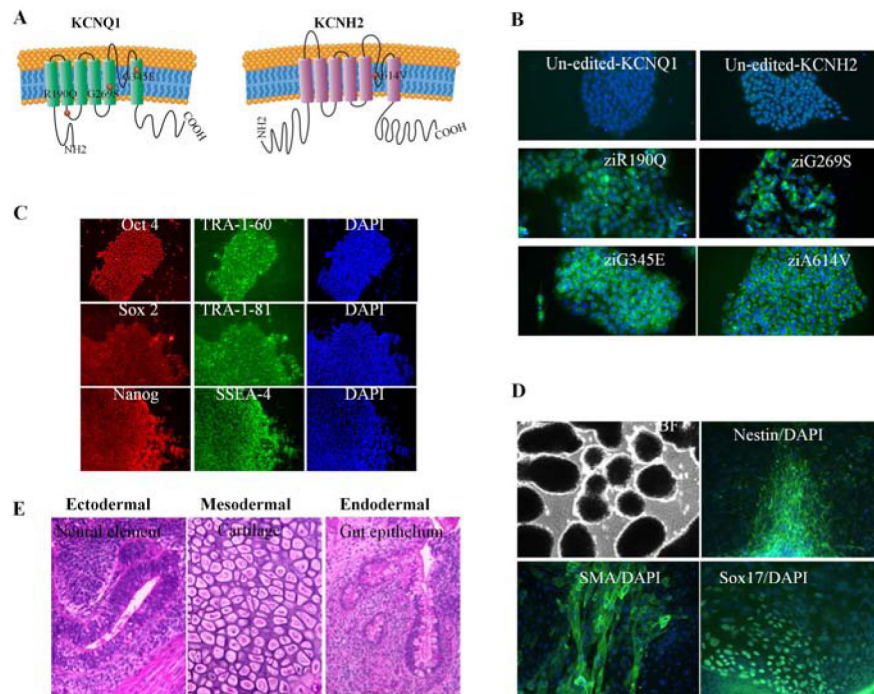 A
KCNQ1
KCNH2
R190Q
G269S
G345E
A614V
NH2
COOH
NH2
COOH
B
Un-edited-KCNQ1
Un-edited-KCNH2
ziR190Q
ziG269S
ziG345E
ziA614V
C
Oct 4
TRA-1-60
DAPI
Sox 2
TRA-1-81
DAPI
Nanog
SSEA-4
DAPI
D
BF
Nestin/DAPI
SMA/DAPI
Sox17/DAPI
E
Ectodermal
Mesodermal
Endodermal
Neural element
Cartilage
Gut epithelium